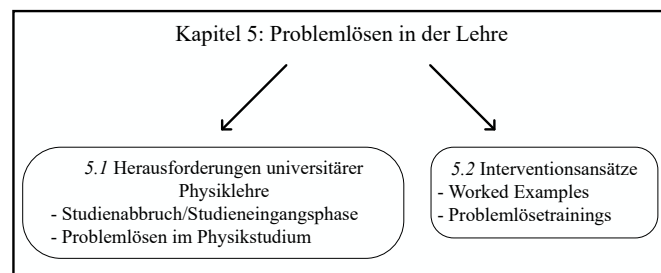 Kapitel 5: Problemlösen in der Lehre
5.1 Herausforderungen universitärer
Physiklehre
- Studienabbruch/Studieneingangsphase
- Problemlösen im Physikstudium
5.2 Interventionsansätze
- Worked Examples
- Problemlösetrainings